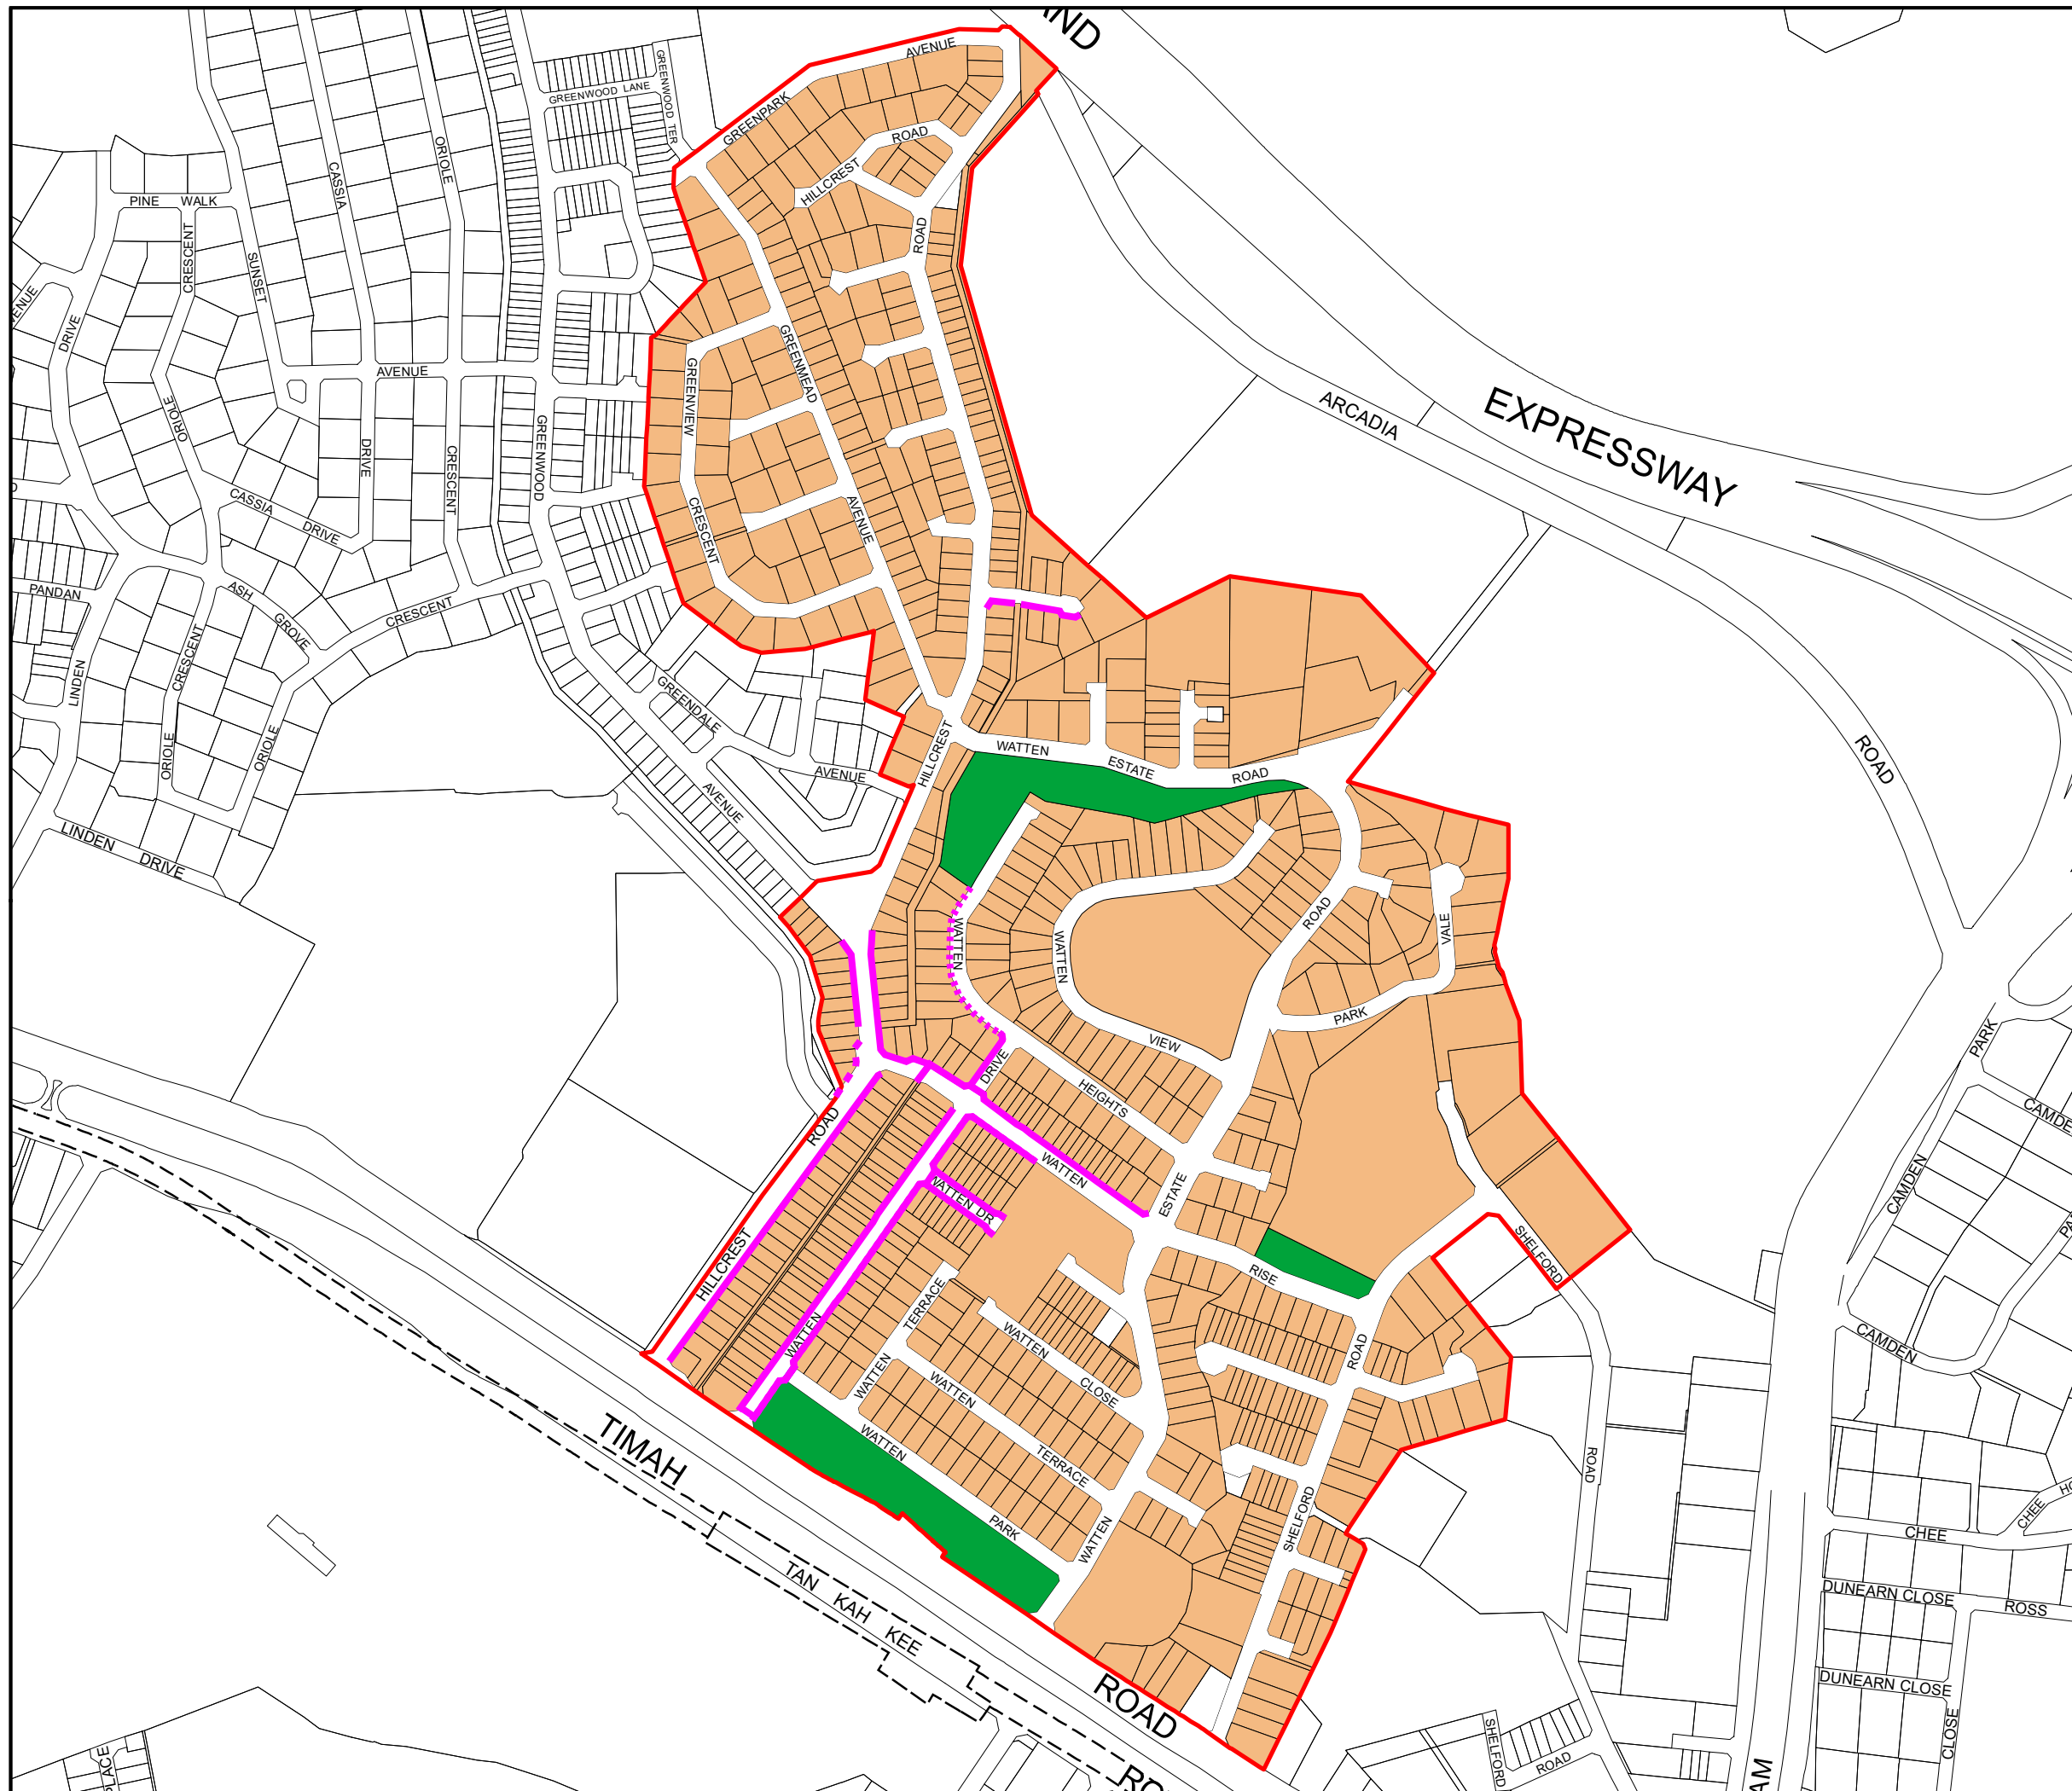 AVENUE
GREENWOOD LANE
GREENWOOD TER
GREENPARK
ROAD
HILLCREST
ROAD
ORIOLE
CASSIA
PINE WALK
CRESCENT
SUNSET
DRIVE
AVENUE
ORIOLE
GREENMEAD
GREENVIEW
GREENWOOD
DRIVE
CRESCENT
CASSIA DRIVE
AVENUE
CRESCENT
ARCADIA
EXPRESSWAY
ROAD
PANDAN
ASH GROVE
CRESCENT
CRESCENT
LINDEN
ORIOLE
ORIOLE
GREENDALE
AVENUE
AVENUE
HILLCREST
WATTEN ESTATE ROAD
LINDEN DRIVE
WATTEN
WATTEN
ROAD
VALE
PARK
VIEW
DRIVE
HEIGHTS
ROAD
HILLCREST
WATTEN
WATTEN DR
ESTATE
RISE
SHELFORD
PARK
CAMDEN
CAMDEN
WATTEN
TERRACE
WATTEN
WATTEN
CLOSE
WATTEN
TERRACE
ROAD
WATTEN
PARK
WATTEN
SHELFORD
ROAD
TIMAH
ROAD
TAN KAH KEE
CHEE
CHEE
DUNEARN CLOSE
ROSS
DUNEARN CLOSE
CLOSE
SHELFORD
ROAD